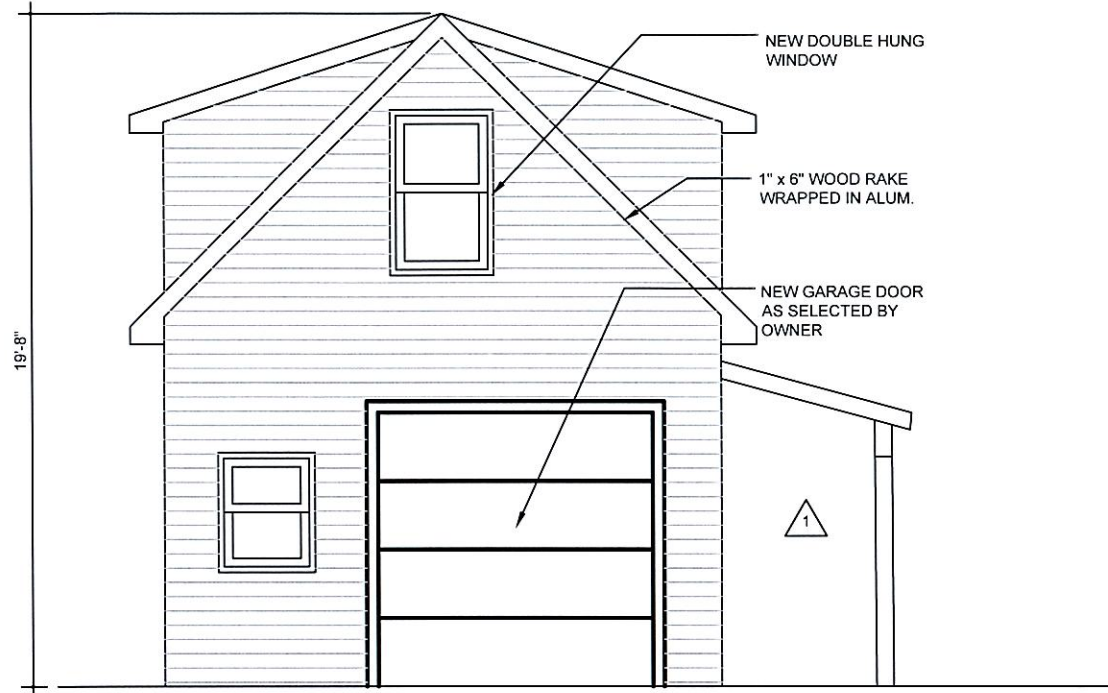 NEW DOUBLE HUNG
WINDOW
1" x 6" WOOD RAKE
WRAPPED IN ALUM.
NEW GARAGE DOOR
AS SELECTED BY
OWNER
19'-8"
1